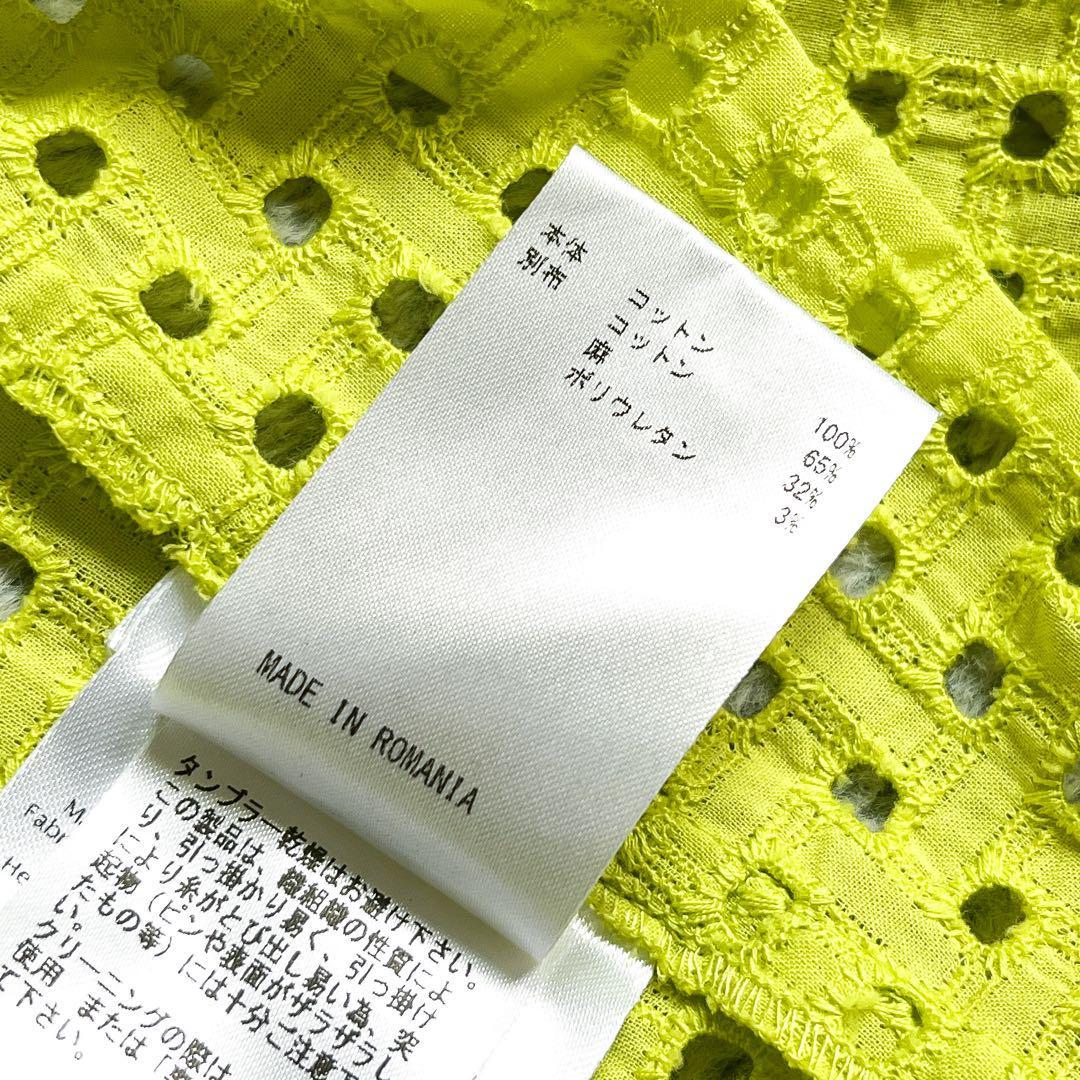 本体 コットン 100%
別布 コットン 65%
麻 32%
ポリウレタン 3%
MADE IN ROMANIA
タンブラー乾燥はお避け下さい。
この製品は、織組織の性質によ
り、引っ掛かり易く、引っ掛け
により糸がとび出し易い為、突
起物（ピンや表面がザラザラし
たもの等）には十分ご注意下
い。
クリーニングの際は
使用 または
て下さい。
Fabr
He